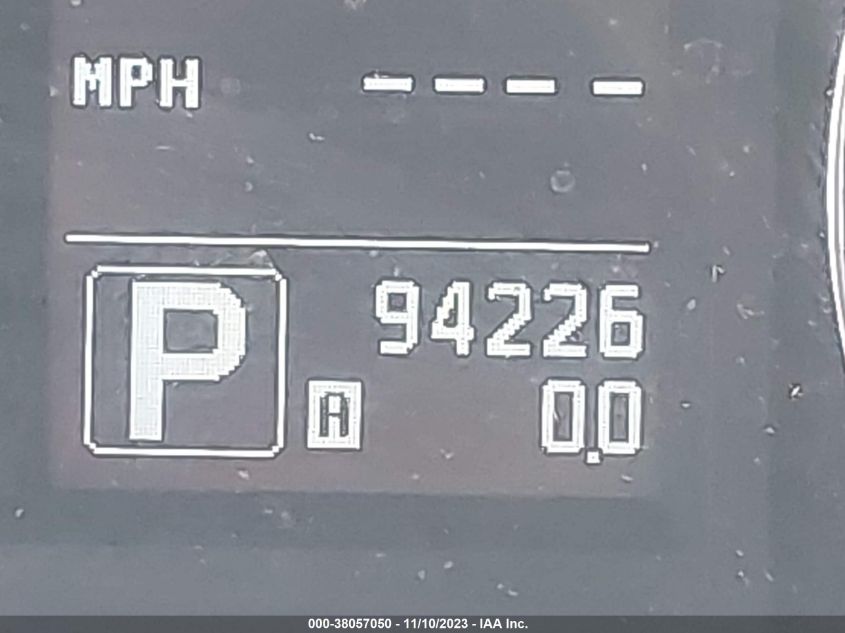 MPH ----
P 94226
A 0.0
000-38057050 - 11/10/2023 - IAA Inc.